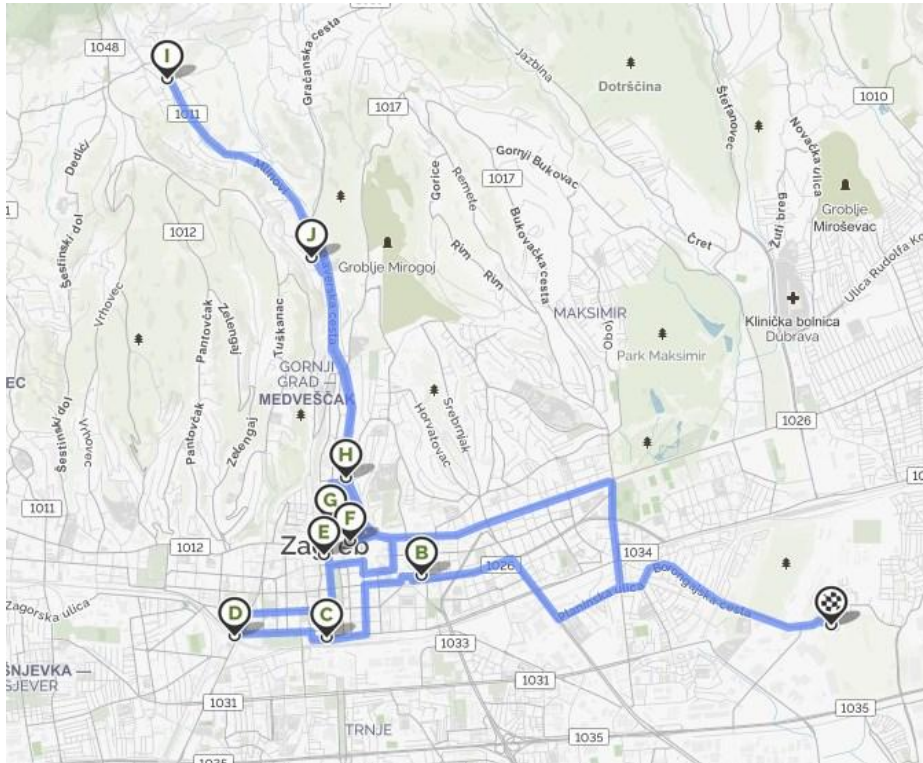 1048
I
Gračanska cesta
1011
Mlinovi
Dedići
Šestinski dol
Vrhovec
1012
Pantovčak
Zelengaj
Tuškanac
J
1017
Groblje Mirogoj
Gorice
Remete
1017
Gornji Bukovac
Bukovačka cesta
Rim
Rim
Jazbina
Dotrščina
Štefanovec
1010
Novačka ulica
Žuti breg
Groblje
Miroševac
Čret
Ulica Rudolfa Ko
Klinička bolnica
Dubrava
MAKSIMIR
Park Maksimir
GORNJI
GRAD —
MEDVEŠČAK
EC
Šestinski dol
Vrhovec
Pantovčak
Zelengaj
Srebrnjak
Horvatovac
1026
H
1011
G
F
E
Zagreb
1012
B
1026
1034
Planinska ulica
Borongajska cesta
Zagorska ulica
D
C
1033
ŠNJEVKA —
SJEVER
1031
1031
TRNJE
1035
1035
1035